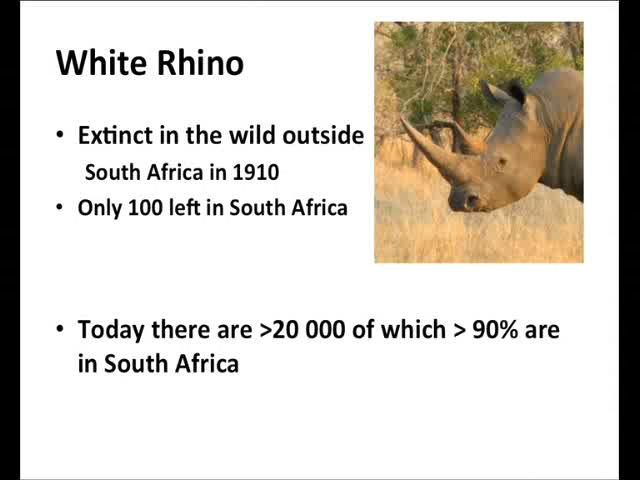 White Rhino
• Extinct in the wild outside
South Africa in 1910
• Only 100 left in South Africa
• Today there are >20 000 of which > 90% are
in South Africa